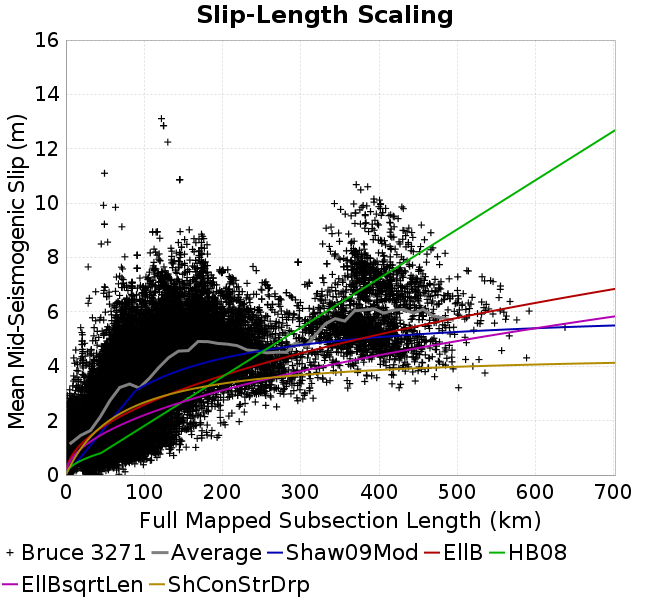 Slip-Length Scaling
Mean Mid-Seismogenic Slip (m)
16
14
12
10
8
6
4
2
0
0 100 200 300 400 500 600 700
Full Mapped Subsection Length (km)
Bruce 3271 Average Shaw09Mod EllB HB08
EllBsqrtLen ShConStrDrp